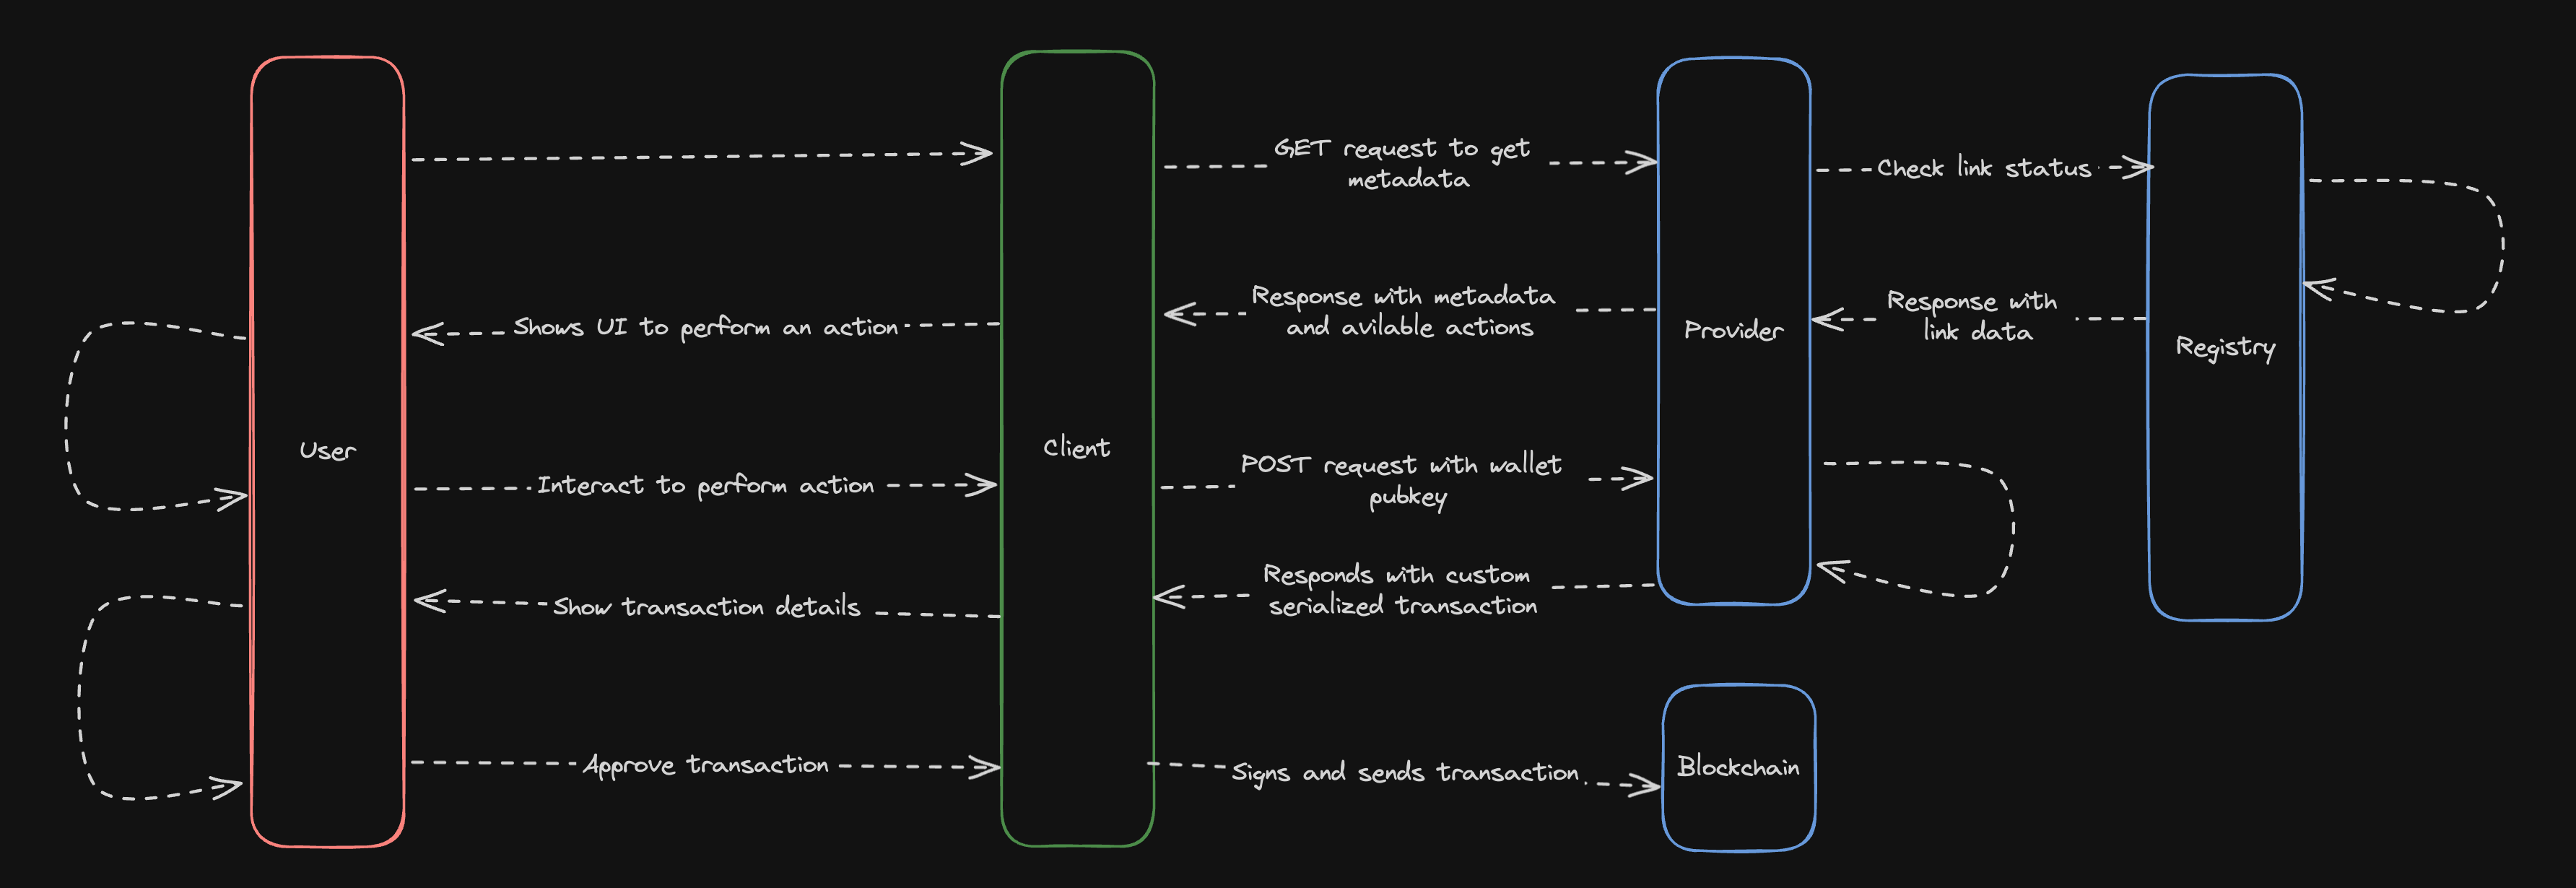 GET request to get
metadata
Check link status
Response with metadata
and avilable actions
Response with
link data
Shows UI to perform an action
Provider
Registry
User
Client
Interact to perform action
POST request with wallet
pubkey
Responds with custom
serialized transaction
Show transaction details
Approve transaction
Signs and sends transaction
Blockchain